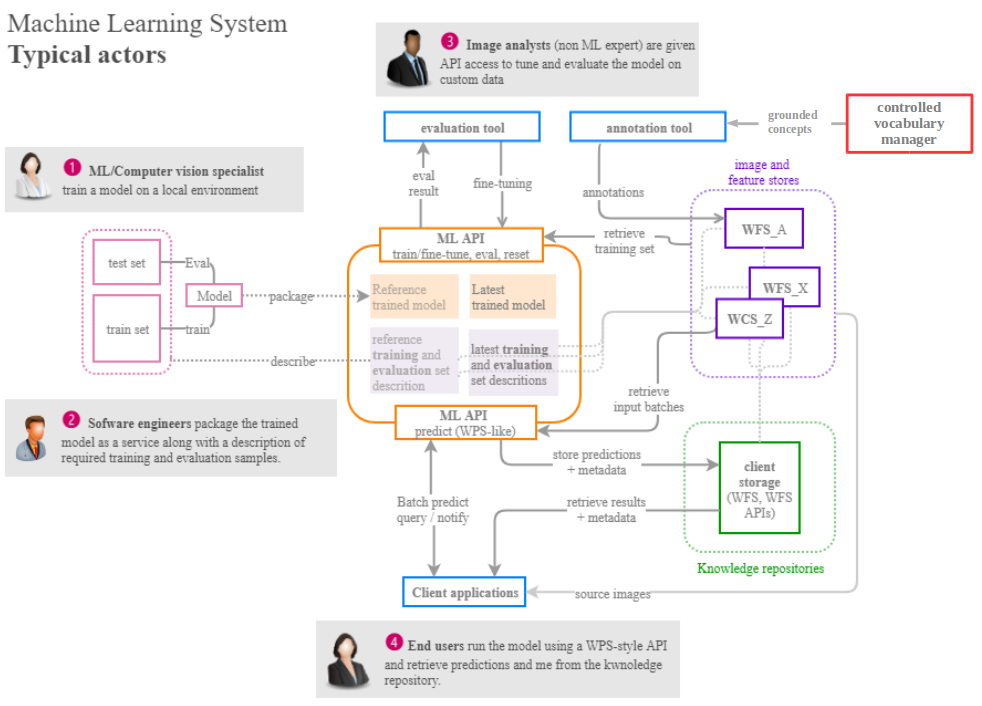 Machine Learning System
Typical actors
3 Image analysts (non ML expert) are given
API access to tune and evaluate the model on
custom data
controlled
vocabulary
manager
grounded
concepts
evaluation tool
annotation tool
1 ML/Computer vision specialist
train a model on a local environment
eval
result
fine-tuning
annotations
image and
feature stores
WFS_A
WFS_X
WCS_Z
retrieve
training set
ML API
train/fine-tune, eval, reset
test set
Eval
Model
train set
train
package
describe
Reference
trained model
Latest
trained model
reference
training and
evaluation set
descrition
latest training
and evaluation
set descritions
retrieve
input batches
ML API
predict (WPS-like)
2 Sofware engineers package the trained
model as a service along with a description of
required training and evaluation samples.
store predictions
+ metadata
client
storage
(WFS, WFS
APIs)
Batch predict
query / notify
retrieve results
+ metadata
Knowledge repositories
Client applications
source images
4 End users run the model using a WPS-style API
and retrieve predictions and me from the kwnoledge
repository.